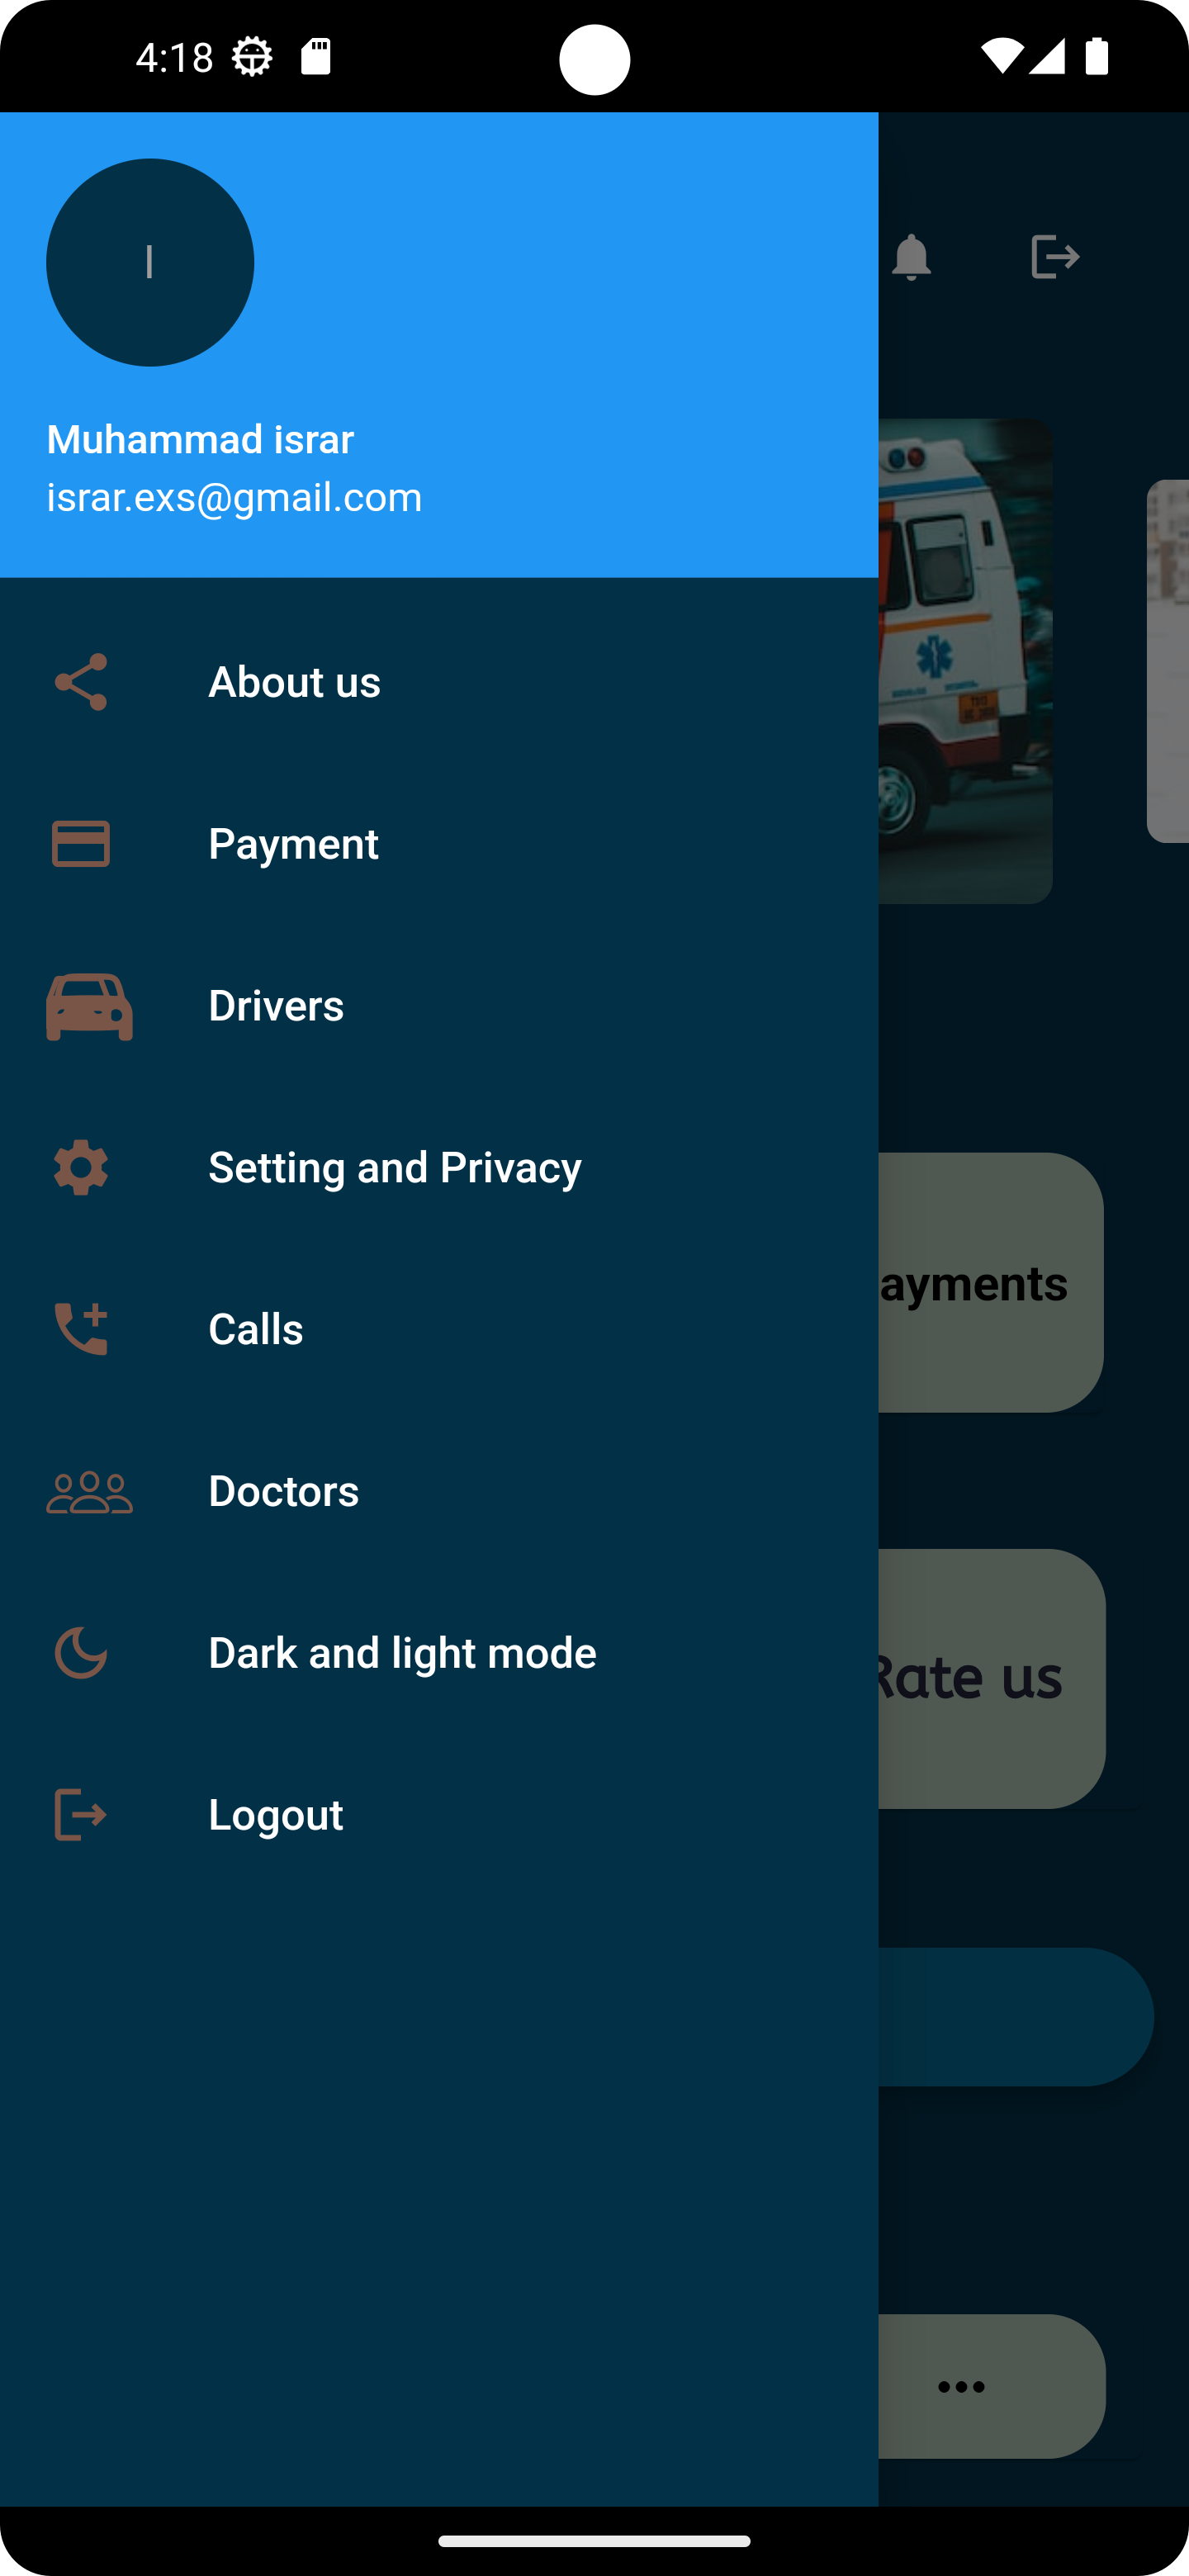 4:18
I
Muhammad israr
israr.exs@gmail.com
About us
Payment
Drivers
Setting and Privacy
Calls
Doctors
Dark and light mode
Logout
ayments
Rate us